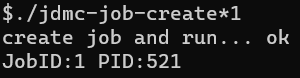 $./jdmc-job-create*1
create job and run... ok
JobID:1 PID:521